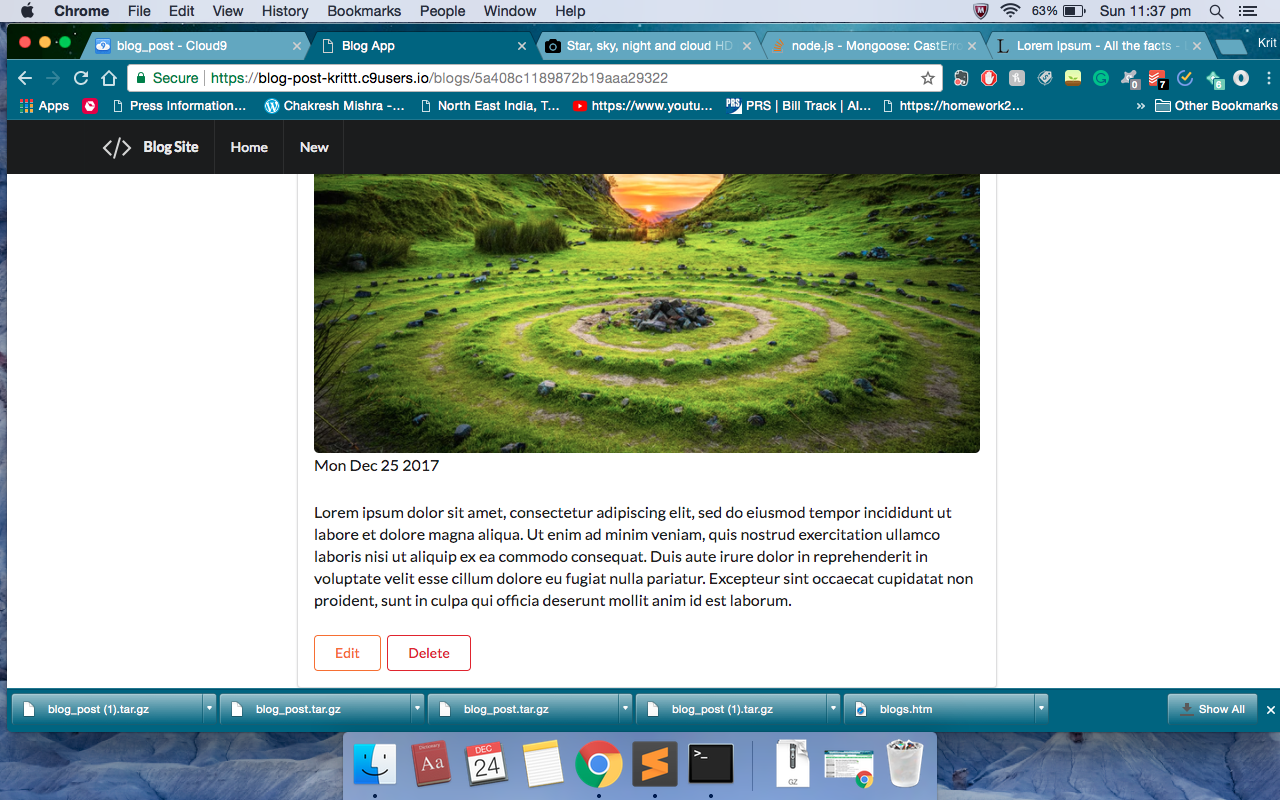 Chrome File Edit View History Bookmarks People Window Help 63% Sun 11:37 pm
blog_post - Cloud9 Blog App Star, sky, night and cloud HD node.js - Mongoose: CastErro Lorem Ipsum - All the facts - Krit
Secure https://blog-post-krittt.c9users.io/blogs/5a408c1189872b19aaa29322 0 7 6
Apps Press Information... Chakresh Mishra -... North East India, T... https://www.youtu... PRS PRS | Bill Track | Al... https://homework2... » Other Bookmarks
</> Blog Site Home New
Mon Dec 25 2017
Lorem ipsum dolor sit amet, consectetur adipiscing elit, sed do eiusmod tempor incididunt ut
labore et dolore magna aliqua. Ut enim ad minim veniam, quis nostrud exercitation ullamco
laboris nisi ut aliquip ex ea commodo consequat. Duis aute irure dolor in reprehenderit in
voluptate velit esse cillum dolore eu fugiat nulla pariatur. Excepteur sint occaecat cupidatat non
proident, sunt in culpa qui officia deserunt mollit anim id est laborum.
Edit Delete
blog_post (1).tar.gz blog_post.tar.gz blog_post.tar.gz blog_post (1).tar.gz blogs.htm Show All
Dictionary
Aa
DEC
24
>_
GZ